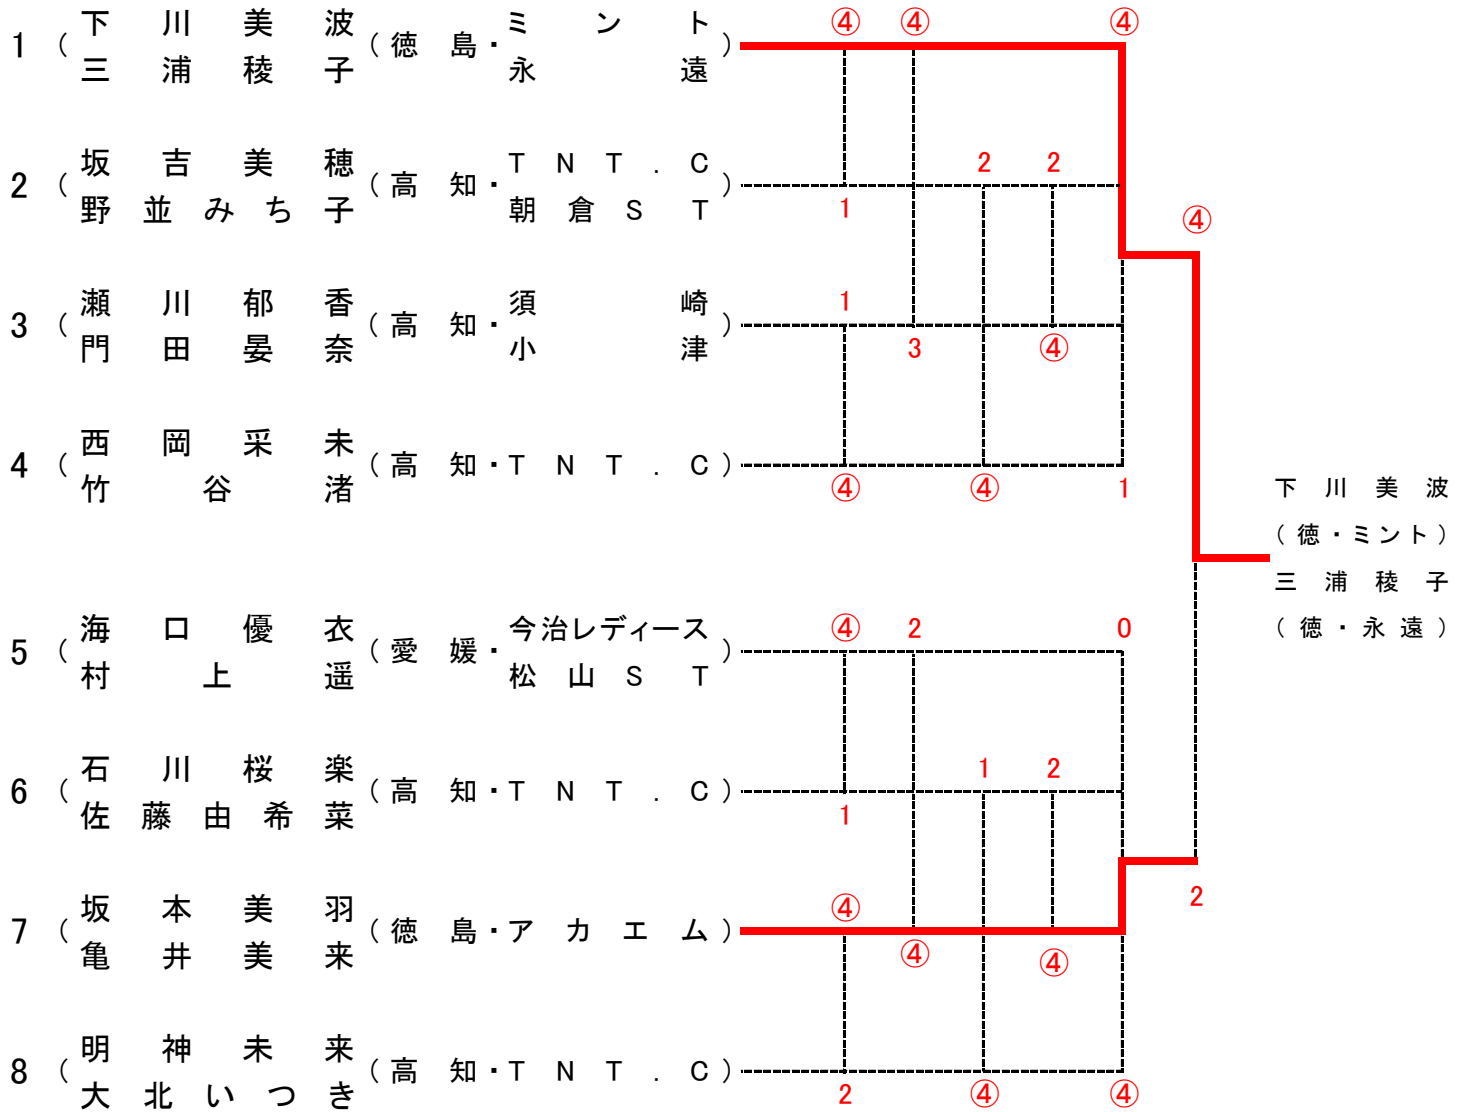 ④ ④ ④
1 ( 下川美波 三浦稜子 ( 徳島・ミント 永遠 )
2 2
2 ( 坂吉美穂 野並みち子 ( 高知・TNT.C 朝倉ST )
1
④
1
3 ( 瀬川郁香 門田晏奈 ( 高知・須崎 小津 )
3 ④
4 ( 西岡采未 竹谷渚 ( 高知・TNT.C )
④ ④ 1
下川美波
(徳・ミント)
三浦稜子
(徳・永遠)
④ 2 0
5 ( 海口優衣 村上遥 ( 愛媛・今治レディース 松山ST )
1 2
6 ( 石川桜楽 佐藤由希菜 ( 高知・TNT.C )
1
2
④
7 ( 坂本美羽 亀井美来 ( 徳島・アカエム )
④ ④
8 ( 明神未来 大北いつき ( 高知・TNT.C )
2 ④ ④